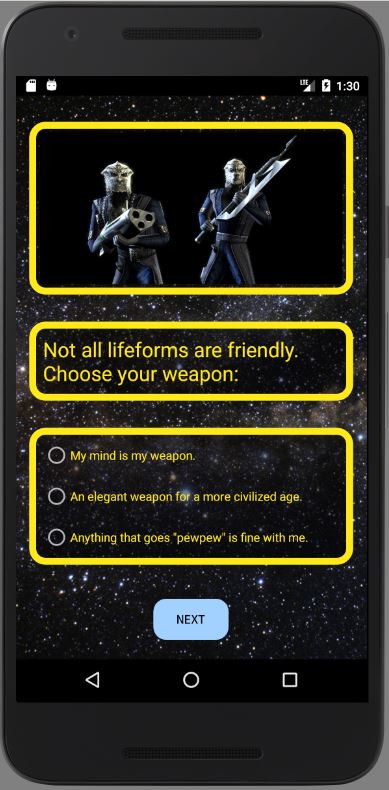 LTE 1:30
Not all lifeforms are friendly.
Choose your weapon:
My mind is my weapon.
An elegant weapon for a more civilized age.
Anything that goes "pewpew" is fine with me.
NEXT